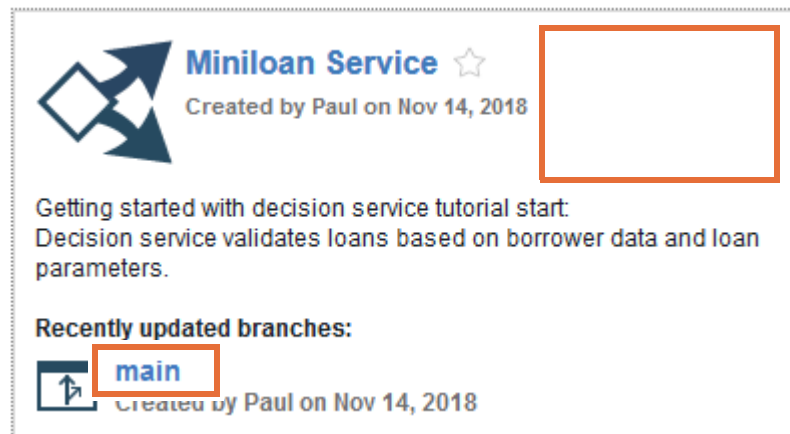 Miniloan Service
Created by Paul on Nov 14, 2018
Getting started with decision service tutorial start:
Decision service validates loans based on borrower data and loan
parameters.
Recently updated branches:
main
Created by Paul on Nov 14, 2018